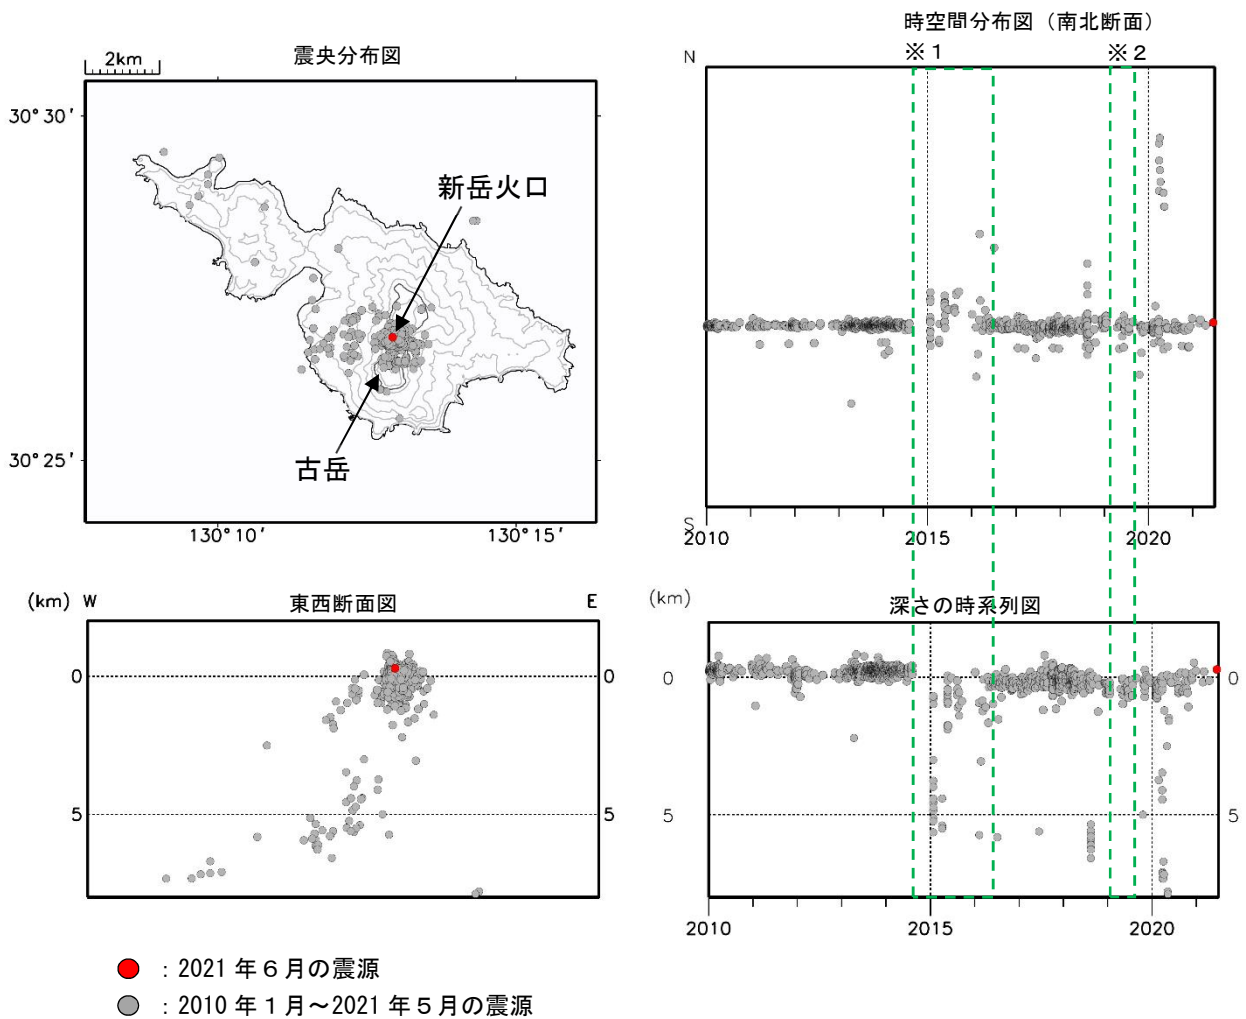 震央分布図
2km
30°30′
30°25′
130°10′
130°15′
新岳火口
古岳
時空間分布図（南北断面）
※1
※2
N
S
2010
2015
2020
東西断面図
(km) W
E
0
0
5
5
深さの時系列図
(km)
0
0
5
5
2010
2015
2020
：2021年６月の震源
：2010年１月～2021年５月の震源